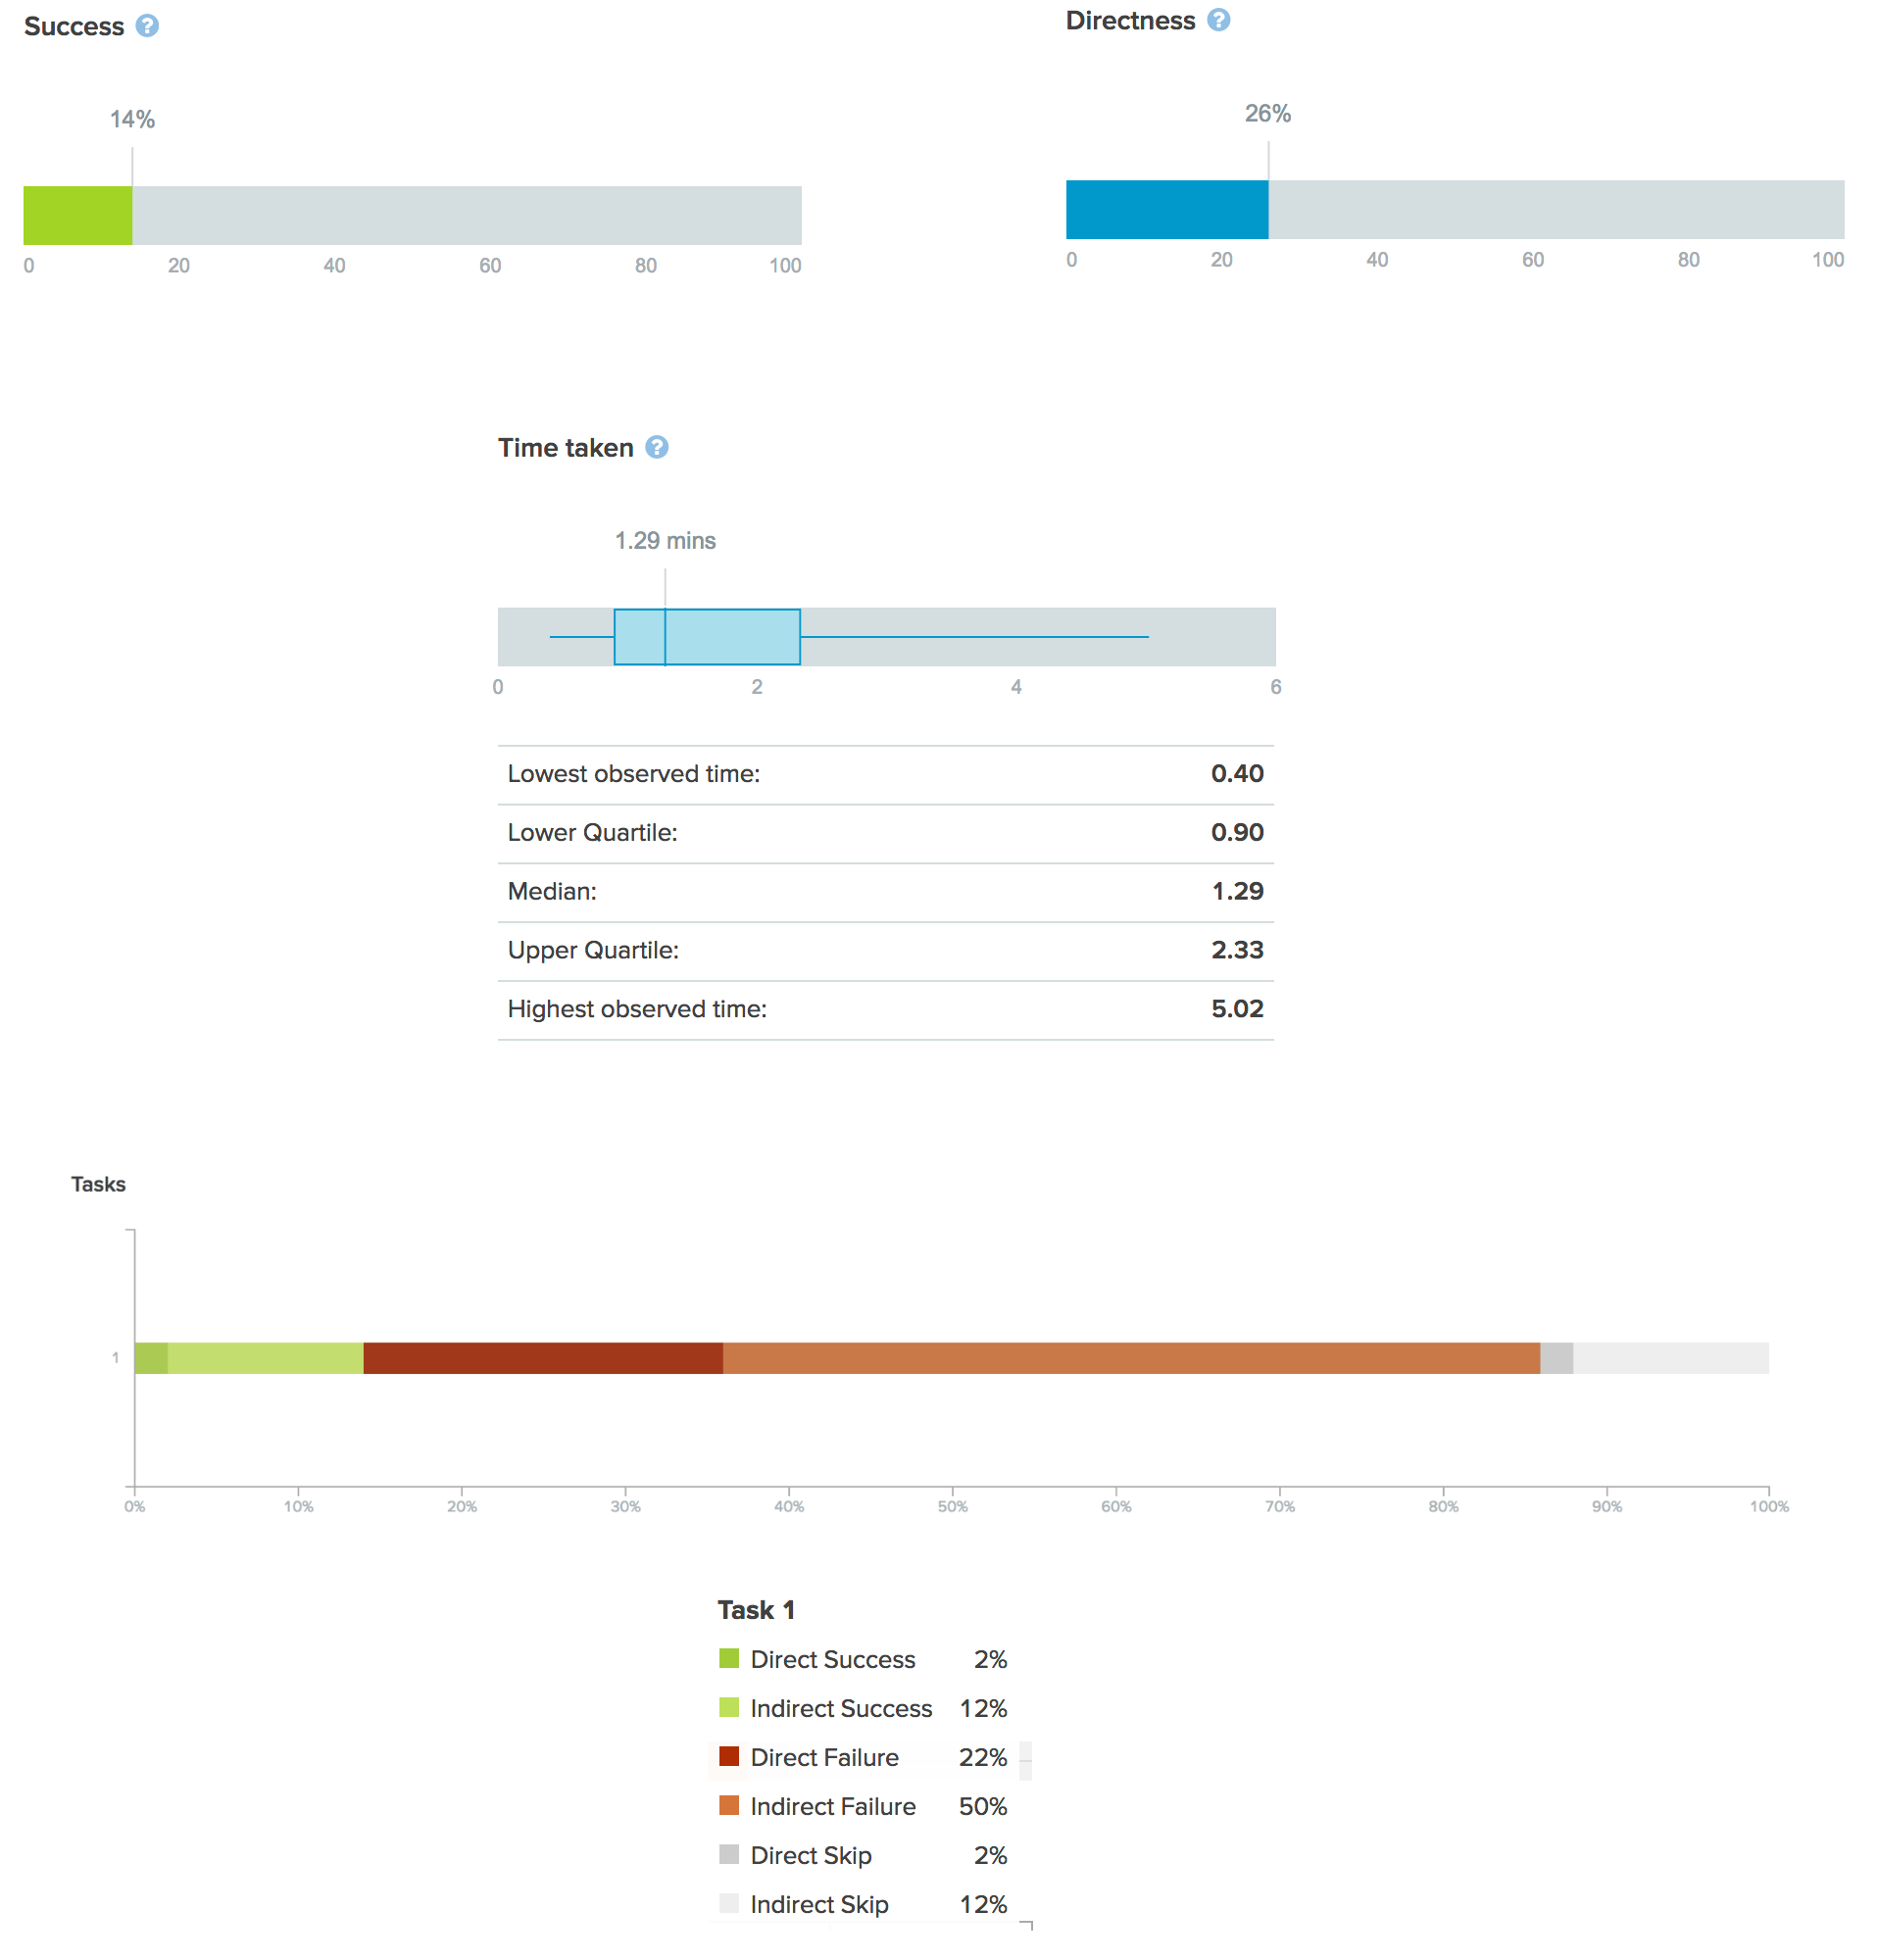 Success ?
14%
0 20 40 60 80 100
Directness ?
26%
0 20 40 60 80 100
Time taken ?
1.29 mins
0 2 4 6
Lowest observed time: 0.40
Lower Quartile: 0.90
Median: 1.29
Upper Quartile: 2.33
Highest observed time: 5.02
Tasks
1
0% 10% 20% 30% 40% 50% 60% 70% 80% 90% 100%
Task 1
Direct Success 2%
Indirect Success 12%
Direct Failure 22%
Indirect Failure 50%
Direct Skip 2%
Indirect Skip 12%